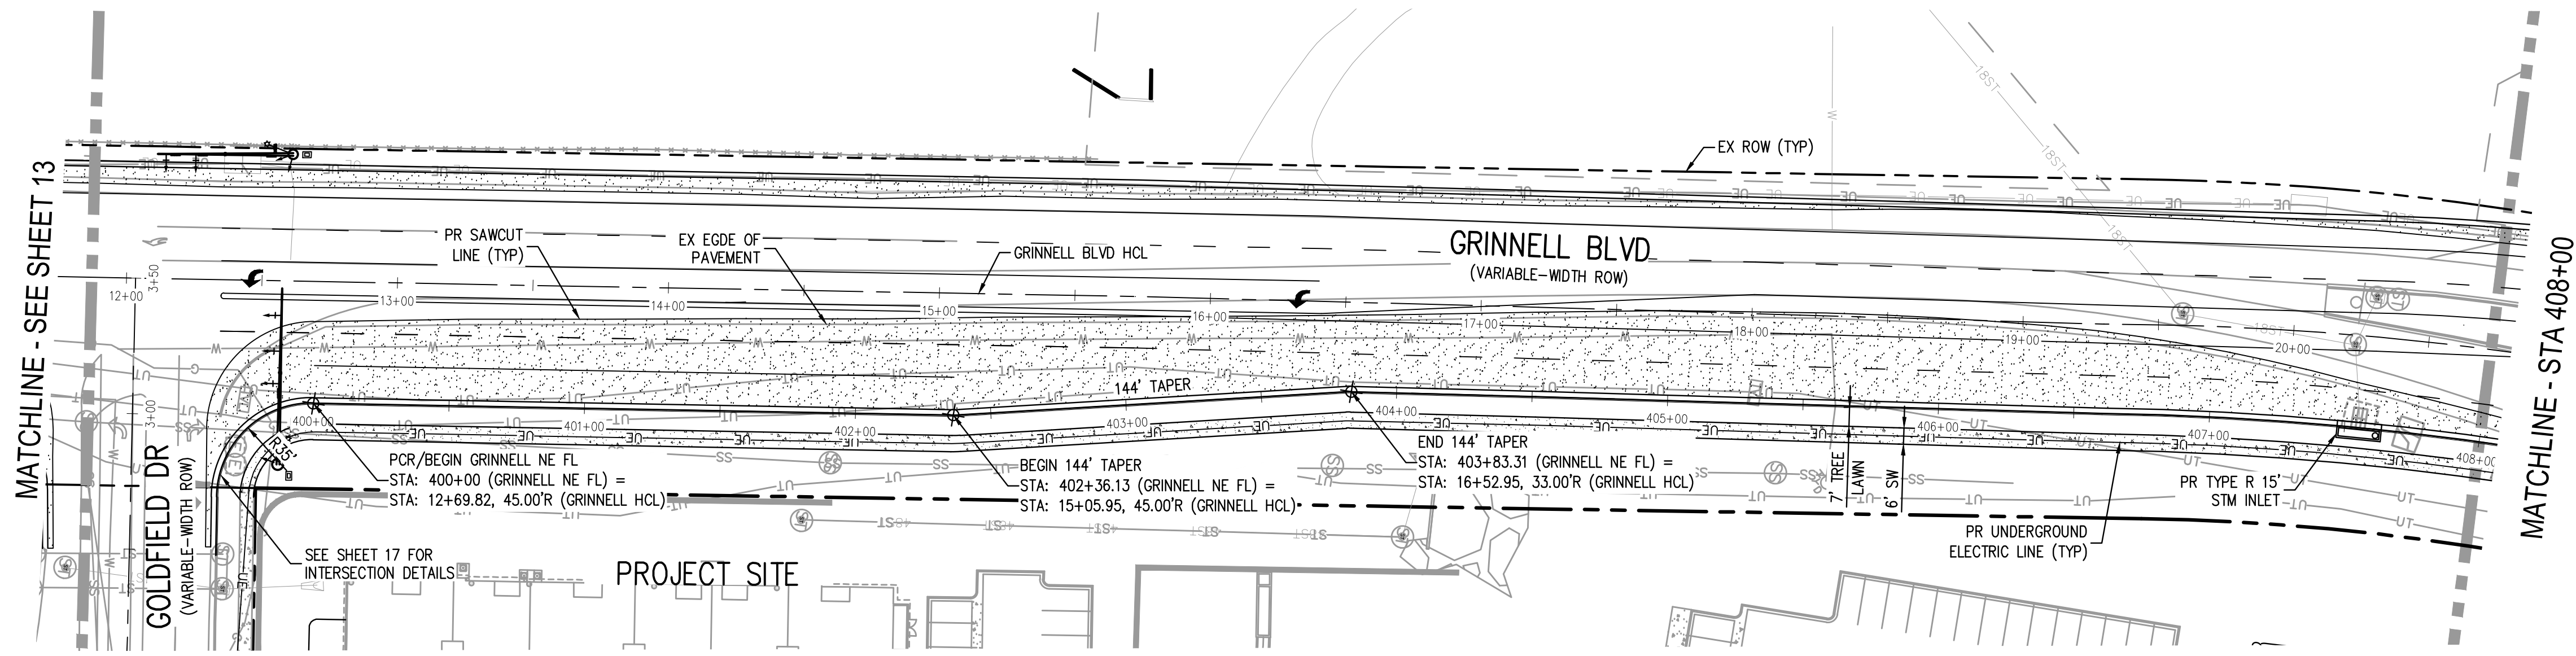 MATCHLINE - SEE SHEET 13
EX ROW (TYP)
PR SAWCUT
LINE (TYP)
EX EGDE OF
PAVEMENT
GRINNELL BLVD HCL
GRINNELL BLVD
(VARIABLE-WIDTH ROW)
18ST
18ST
18ST
18ST
W
3+50
12+00
13+00
14+00
15+00
16+00
17+00
18+00
19+00
20+00
3+00
144' TAPER
400+00
401+00
402+00
403+00
404+00
405+00
406+00
407+00
408+00
R35'
PCR/BEGIN GRINNELL NE FL
STA: 400+00 (GRINNELL NE FL) =
STA: 12+69.82, 45.00'R (GRINNELL HCL)
BEGIN 144' TAPER
STA: 402+36.13 (GRINNELL NE FL) =
STA: 15+05.95, 45.00'R (GRINNELL HCL)
END 144' TAPER
STA: 403+83.31 (GRINNELL NE FL) =
STA: 16+52.95, 33.00'R (GRINNELL HCL)
7' TREE
LAWN
6' SW
PR TYPE R 15'
STM INLET
PR UNDERGROUND
ELECTRIC LINE (TYP)
SEE SHEET 17 FOR
INTERSECTION DETAILS
GOLDFIELD DR
(VARIABLE-WIDTH ROW)
PROJECT SITE
MATCHLINE - STA 408+00